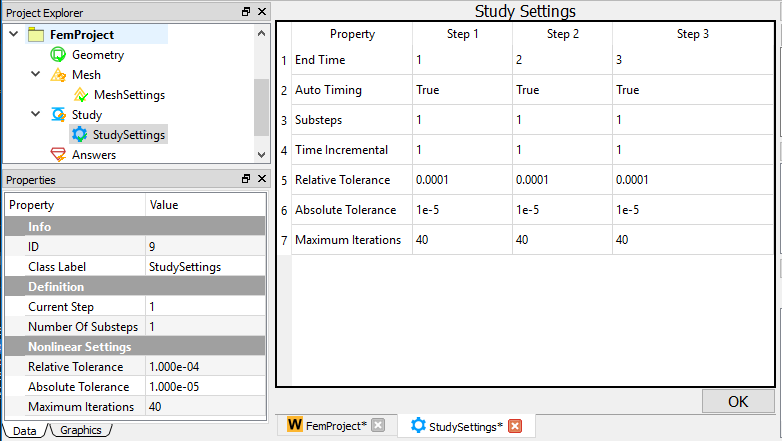 Project Explorer
FemProject
Geometry
Mesh
MeshSettings
Study
StudySettings
Answers
Properties
Property Value
Info
ID 9
Class Label StudySettings
Definition
Current Step 1
Number Of Substeps 1
Nonlinear Settings
Relative Tolerance 1.000e-04
Absolute Tolerance 1.000e-05
Maximum Iterations 40
Data Graphics
Study Settings
Property Step 1 Step 2 Step 3
1 End Time 1 2 3
2 Auto Timing True True True
3 Substeps 1 1 1
4 Time Incremental 1 1 1
5 Relative Tolerance 0.0001 0.0001 0.0001
6 Absolute Tolerance 1e-5 1e-5 1e-5
7 Maximum Iterations 40 40 40
OK
W FemProject* StudySettings*